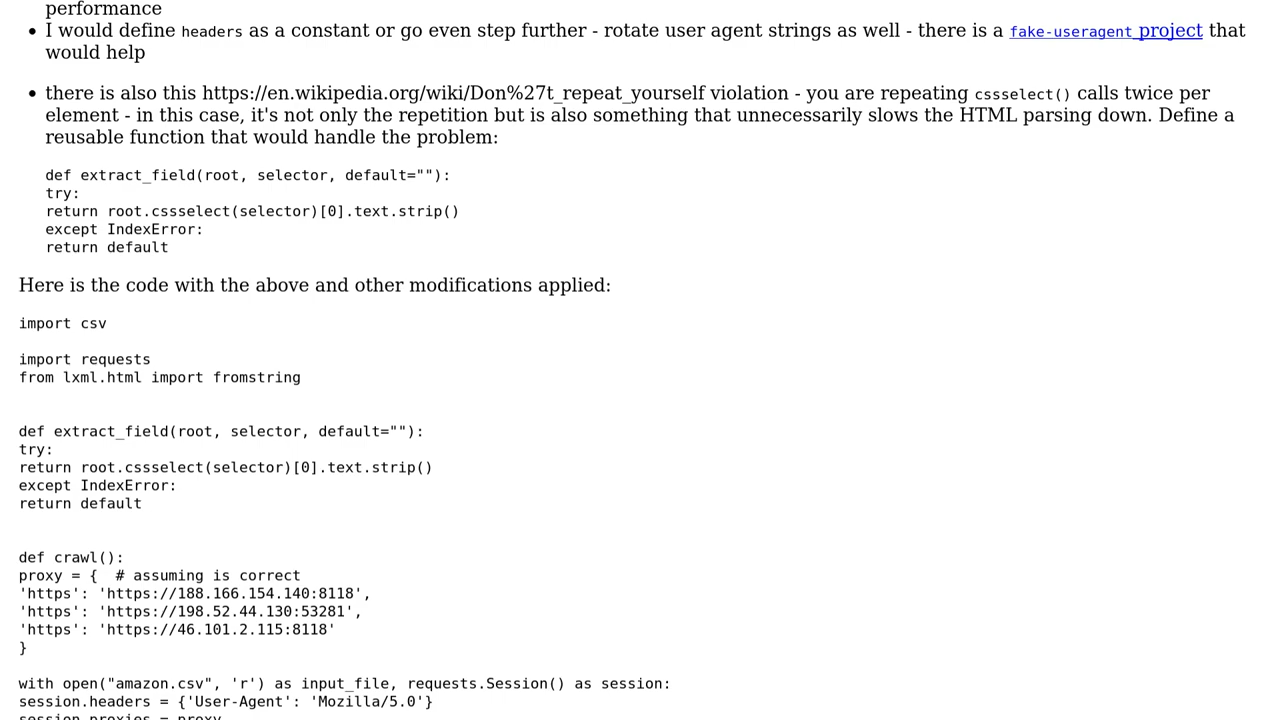 performance
• I would define headers as a constant or go even step further - rotate user agent strings as well - there is a fake-useragent project that
would help
• there is also this https://en.wikipedia.org/wiki/Don%27t_repeat_yourself violation - you are repeating cssselect() calls twice per
element - in this case, it's not only the repetition but is also something that unnecessarily slows the HTML parsing down. Define a
reusable function that would handle the problem:
def extract_field(root, selector, default=""):
try:
return root.cssselect(selector)[0].text.strip()
except IndexError:
return default
Here is the code with the above and other modifications applied:
import csv
import requests
from lxml.html import fromstring
def extract_field(root, selector, default=""):
try:
return root.cssselect(selector)[0].text.strip()
except IndexError:
return default
def crawl():
proxy = {  # assuming is correct
'https': 'https://188.166.154.140:8118',
'https': 'https://198.52.44.130:53281',
'https': 'https://46.101.2.115:8118'
}
with open("amazon.csv", 'r') as input_file, requests.Session() as session:
session.headers = {'User-Agent': 'Mozilla/5.0'}
session.proxies = proxy